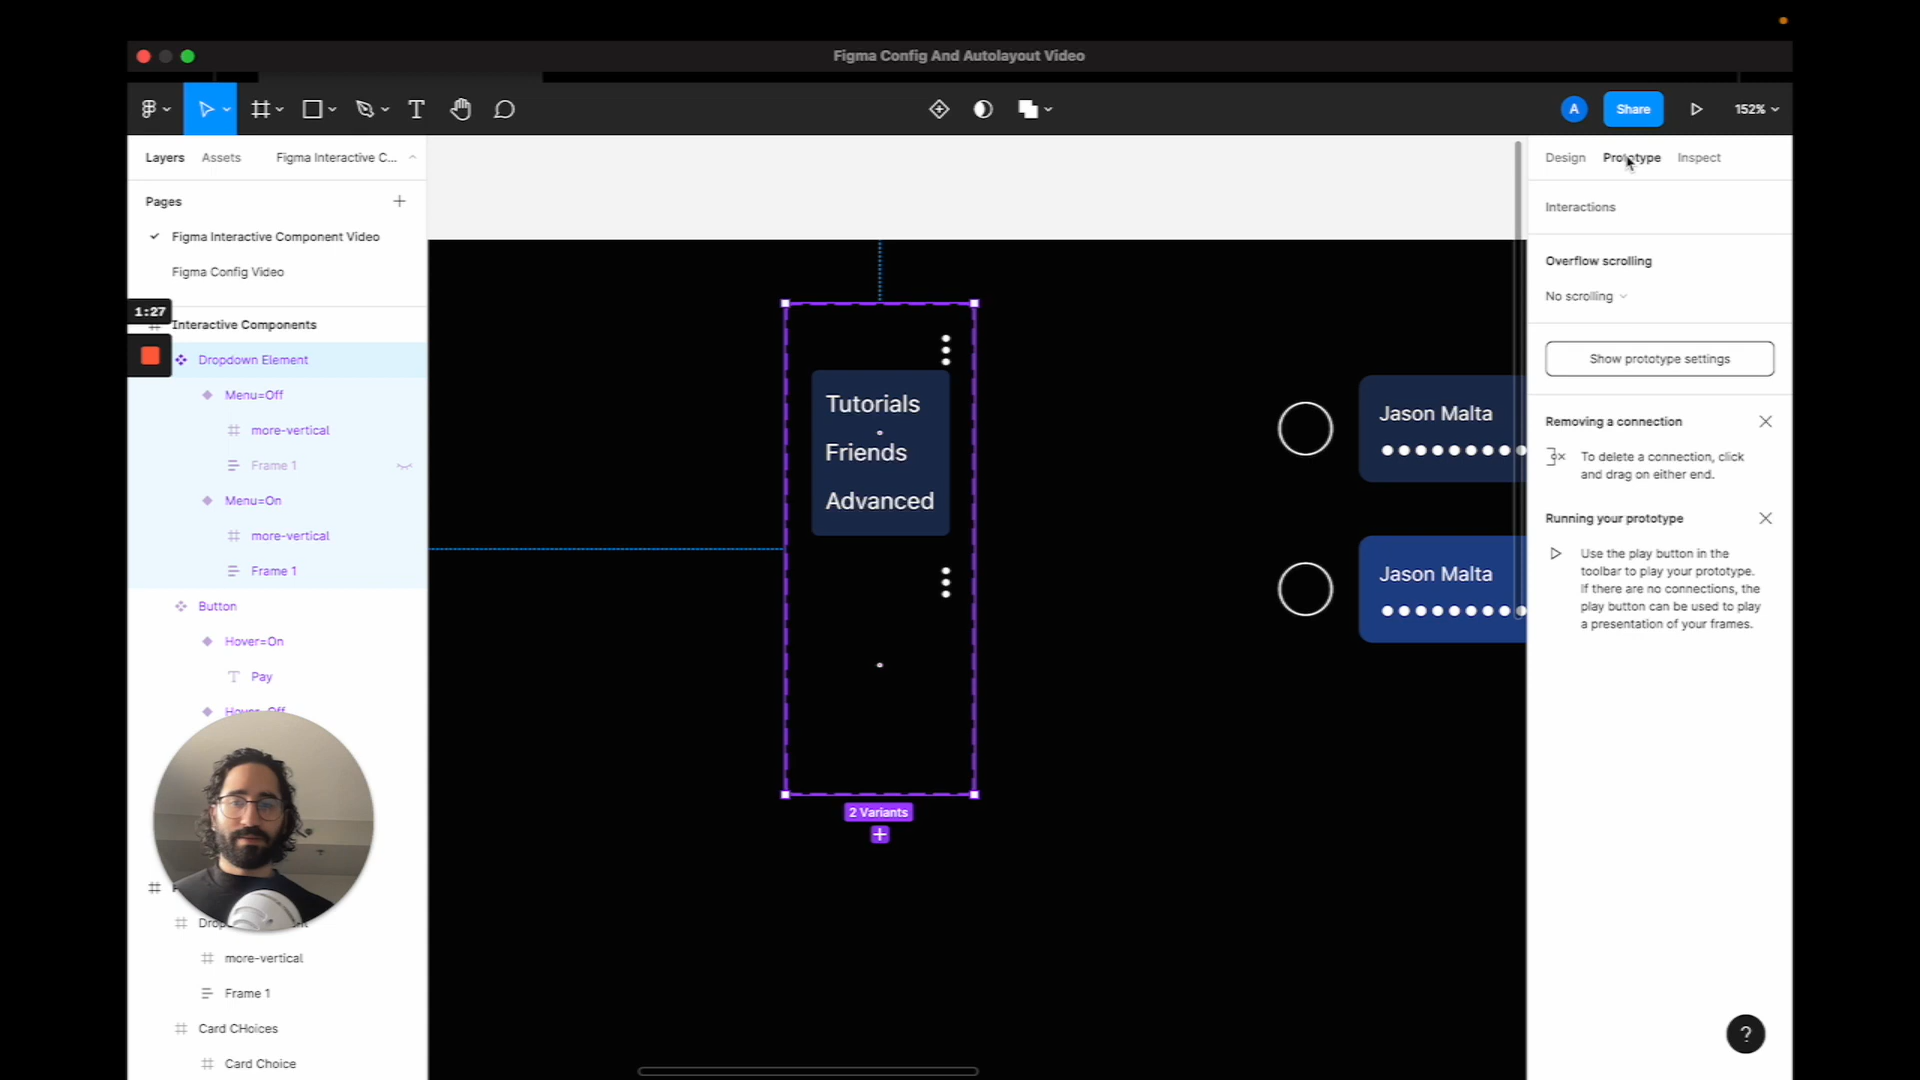 Figma Config And Autolayout Video
A
Share
152%
Layers
Assets
Figma Interactive C...
Pages
Figma Interactive Component Video
Figma Config Video
1:27
Interactive Components
Dropdown Element
Menu=Off
more-vertical
Frame 1
Menu=On
more-vertical
Frame 1
Button
Hover=On
Pay
Hover=Off
more-vertical
Frame 1
Card CHoices
Card Choice
Tutorials
Friends
Advanced
2 Variants
Jason Malta
Jason Malta
Design
Prototype
Inspect
Interactions
Overflow scrolling
No scrolling
Show prototype settings
Removing a connection
To delete a connection, click
and drag on either end.
Running your prototype
Use the play button in the
toolbar to play your prototype.
If there are no connections, the
play button can be used to play
a presentation of your frames.
?